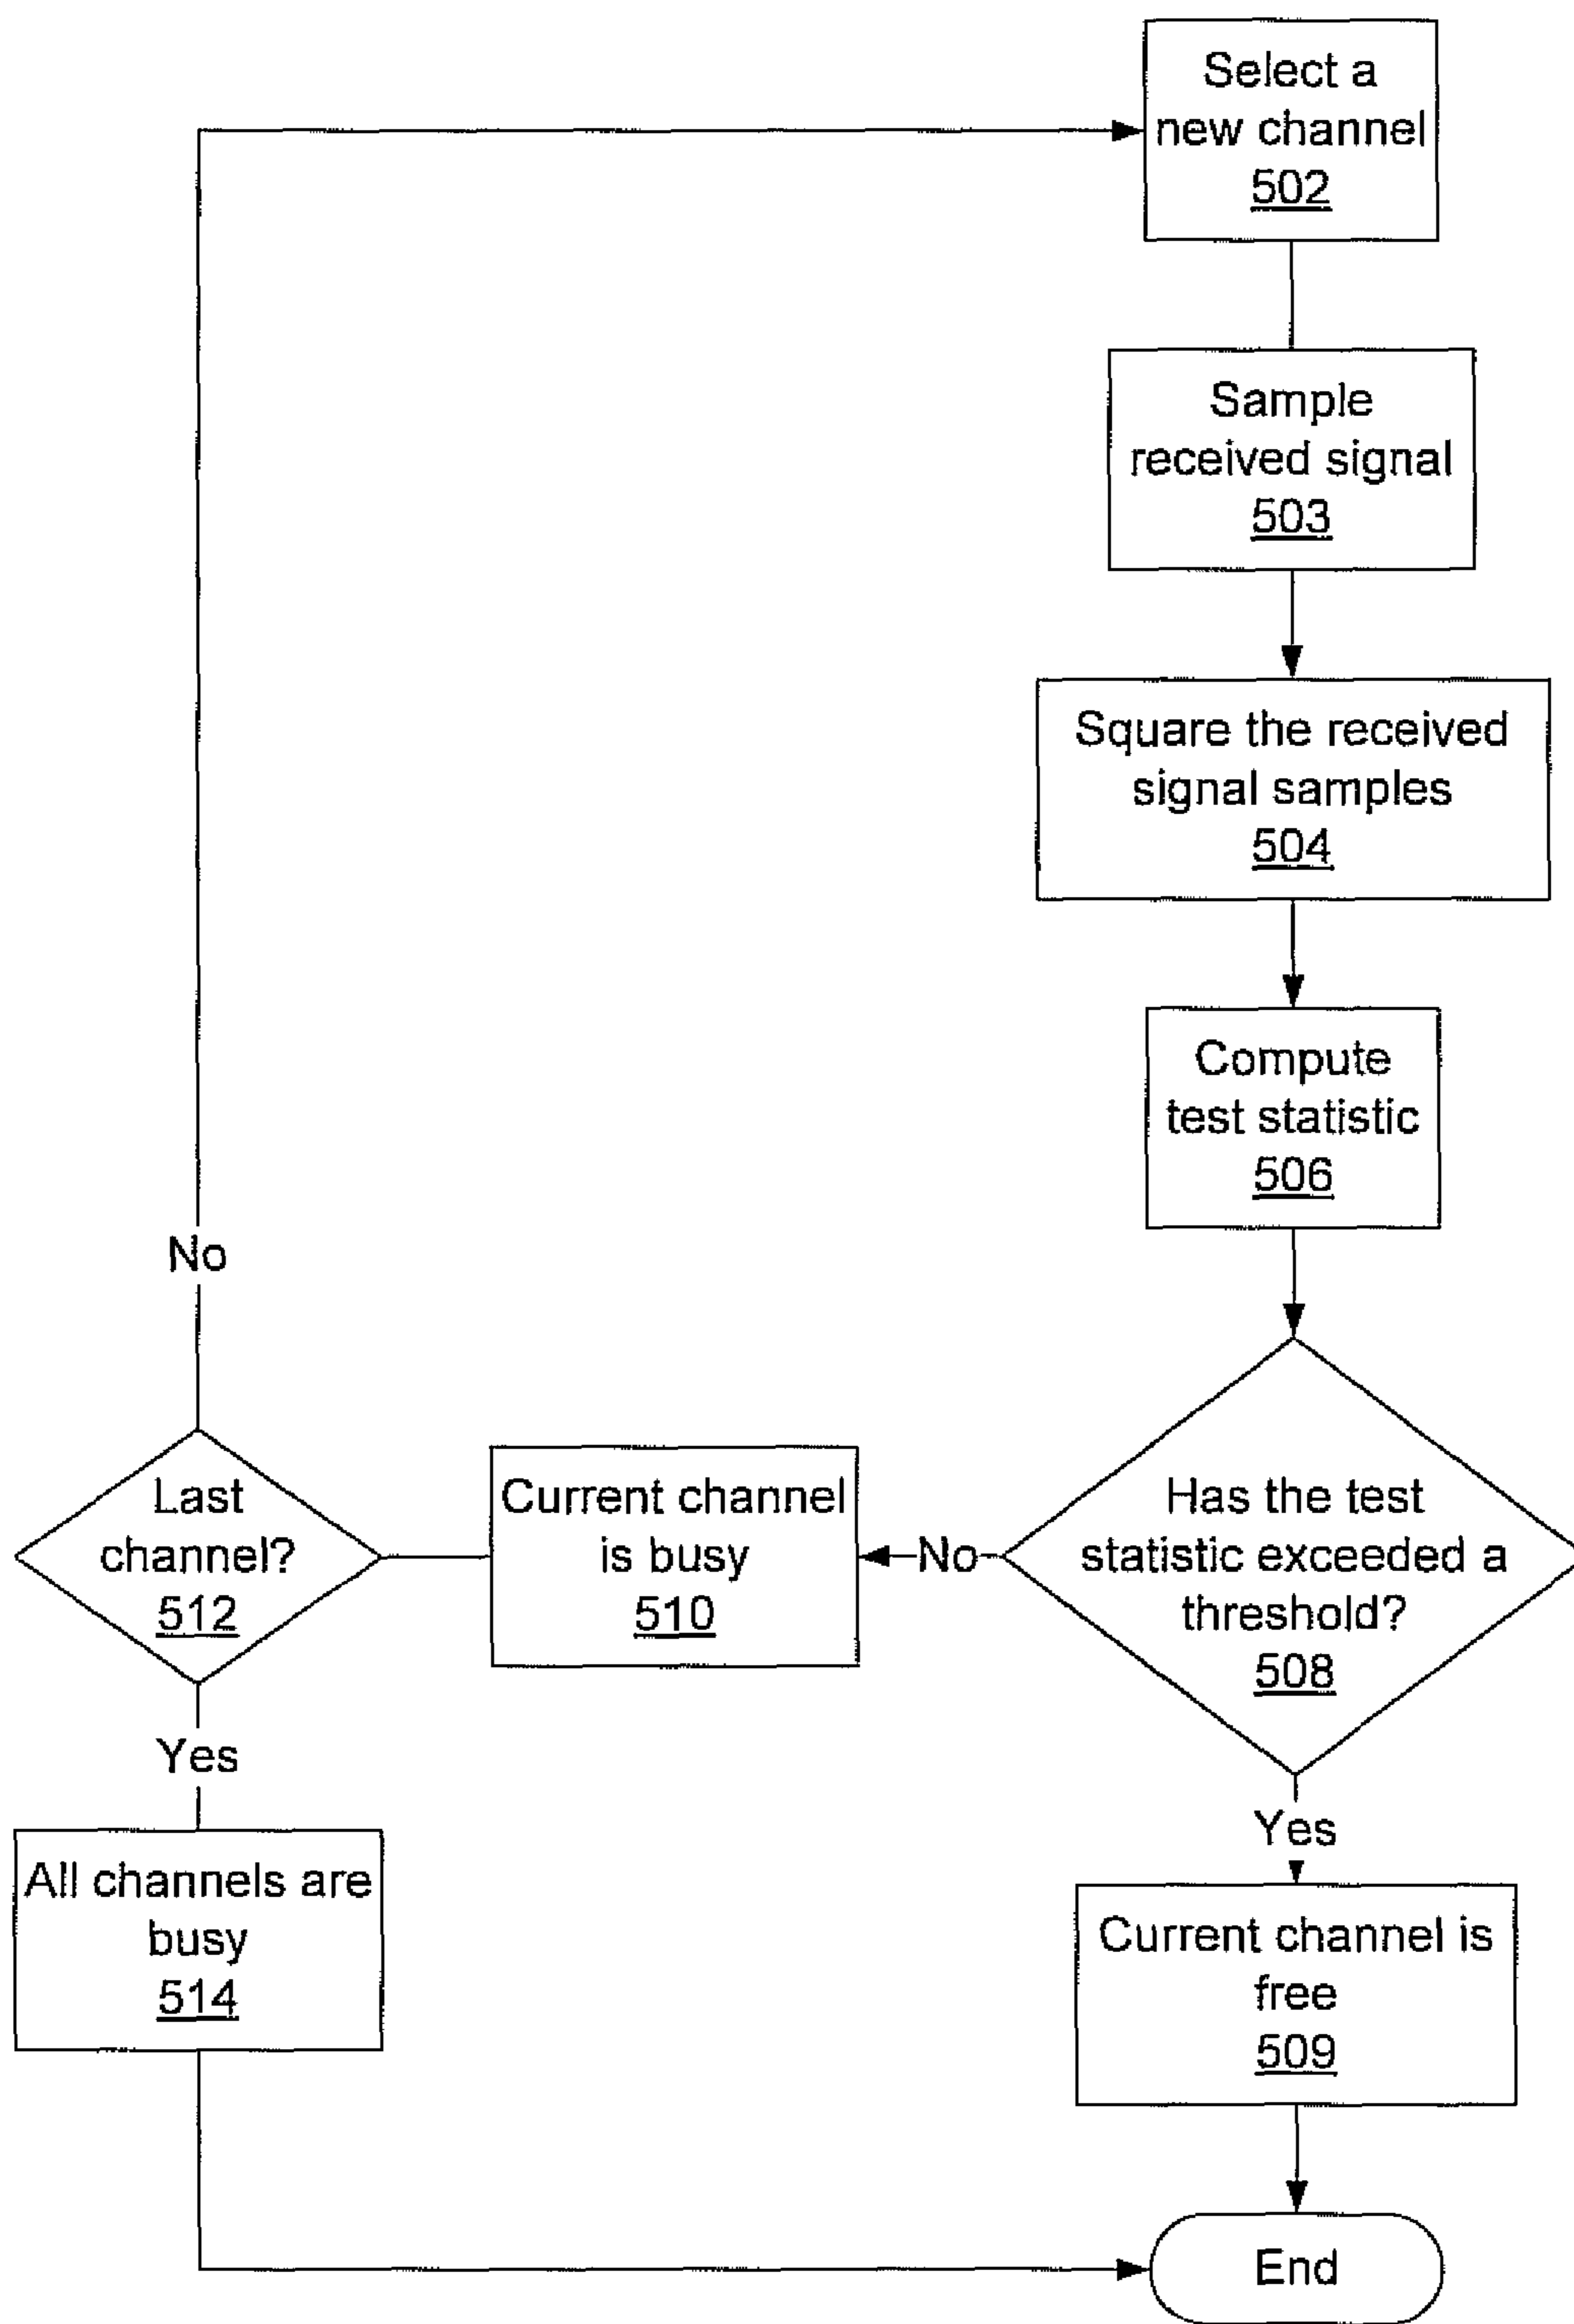 Select a
new channel
502
Sample
received signal
503
Square the received
signal samples
504
Compute
test statistic
506
Has the test
statistic exceeded a
threshold?
508
No
Current channel
is busy
510
Last
channel?
512
No
Yes
All channels are
busy
514
Yes
Current channel is
free
509
End